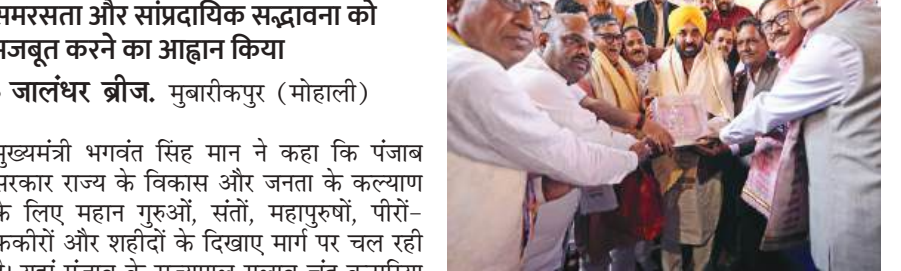 समरसता और सांप्रदायिक सद्भावना को
मजबूत करने का आह्वान किया
जालंधर ब्रीज. मुबारीकपुर (मोहाली)
मुख्यमंत्री भगवंत सिंह मान ने कहा कि पंजाब
सरकार राज्य के विकास और जनता के कल्याण
के लिए महान गुरुओं, संतों, महापुरुषों, पीरों-
फकीरों और शहीदों के दिखाए मार्ग पर चल रही